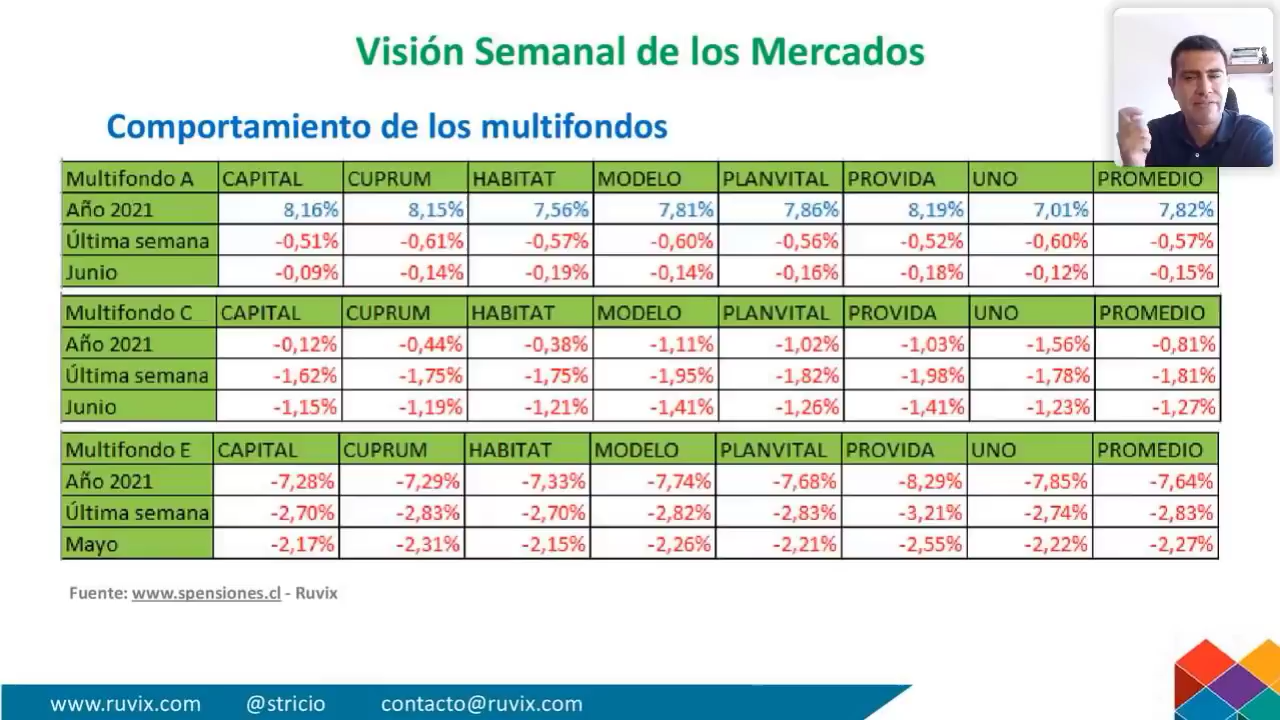 Visión Semanal de los Mercados
Comportamiento de los multifondos
Multifondo A CAPITAL CUPRUM HABITAT MODELO PLANVITAL PROVIDA UNO PROMEDIO
Año 2021 8,16% 8,15% 7,56% 7,81% 7,86% 8,19% 7,01% 7,82%
Última semana -0,51% -0,61% -0,57% -0,60% -0,56% -0,52% -0,60% -0,57%
Junio -0,09% -0,14% -0,19% -0,14% -0,16% -0,18% -0,12% -0,15%
Multifondo C CAPITAL CUPRUM HABITAT MODELO PLANVITAL PROVIDA UNO PROMEDIO
Año 2021 -0,12% -0,44% -0,38% -1,11% -1,02% -1,03% -1,56% -0,81%
Última semana -1,62% -1,75% -1,75% -1,95% -1,82% -1,98% -1,78% -1,81%
Junio -1,15% -1,19% -1,21% -1,41% -1,26% -1,41% -1,23% -1,27%
Multifondo E CAPITAL CUPRUM HABITAT MODELO PLANVITAL PROVIDA UNO PROMEDIO
Año 2021 -7,28% -7,29% -7,33% -7,74% -7,68% -8,29% -7,85% -7,64%
Última semana -2,70% -2,83% -2,70% -2,82% -2,83% -3,21% -2,74% -2,83%
Mayo -2,17% -2,31% -2,15% -2,26% -2,21% -2,55% -2,22% -2,27%
Fuente: www.spensiones.cl - Ruvix
www.ruvix.com @stricio contacto@ruvix.com